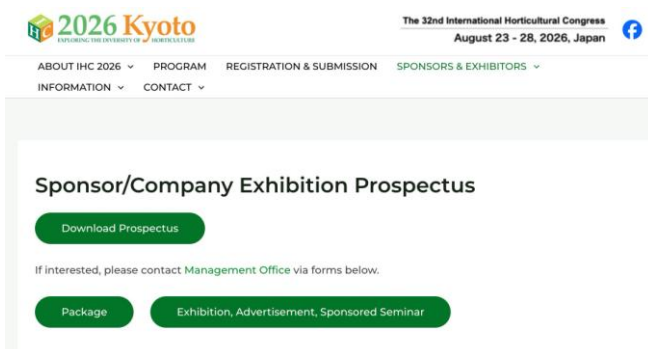 IHC 2026 Kyoto
EXPLORING THE DIVERSITY OF HORTICULTURE
The 32nd International Horticultural Congress
August 23 - 28, 2026, Japan
ABOUT IHC 2026 PROGRAM REGISTRATION & SUBMISSION SPONSORS & EXHIBITORS
INFORMATION CONTACT
Sponsor/Company Exhibition Prospectus
Download Prospectus
If interested, please contact Management Office via forms below.
Package Exhibition, Advertisement, Sponsored Seminar